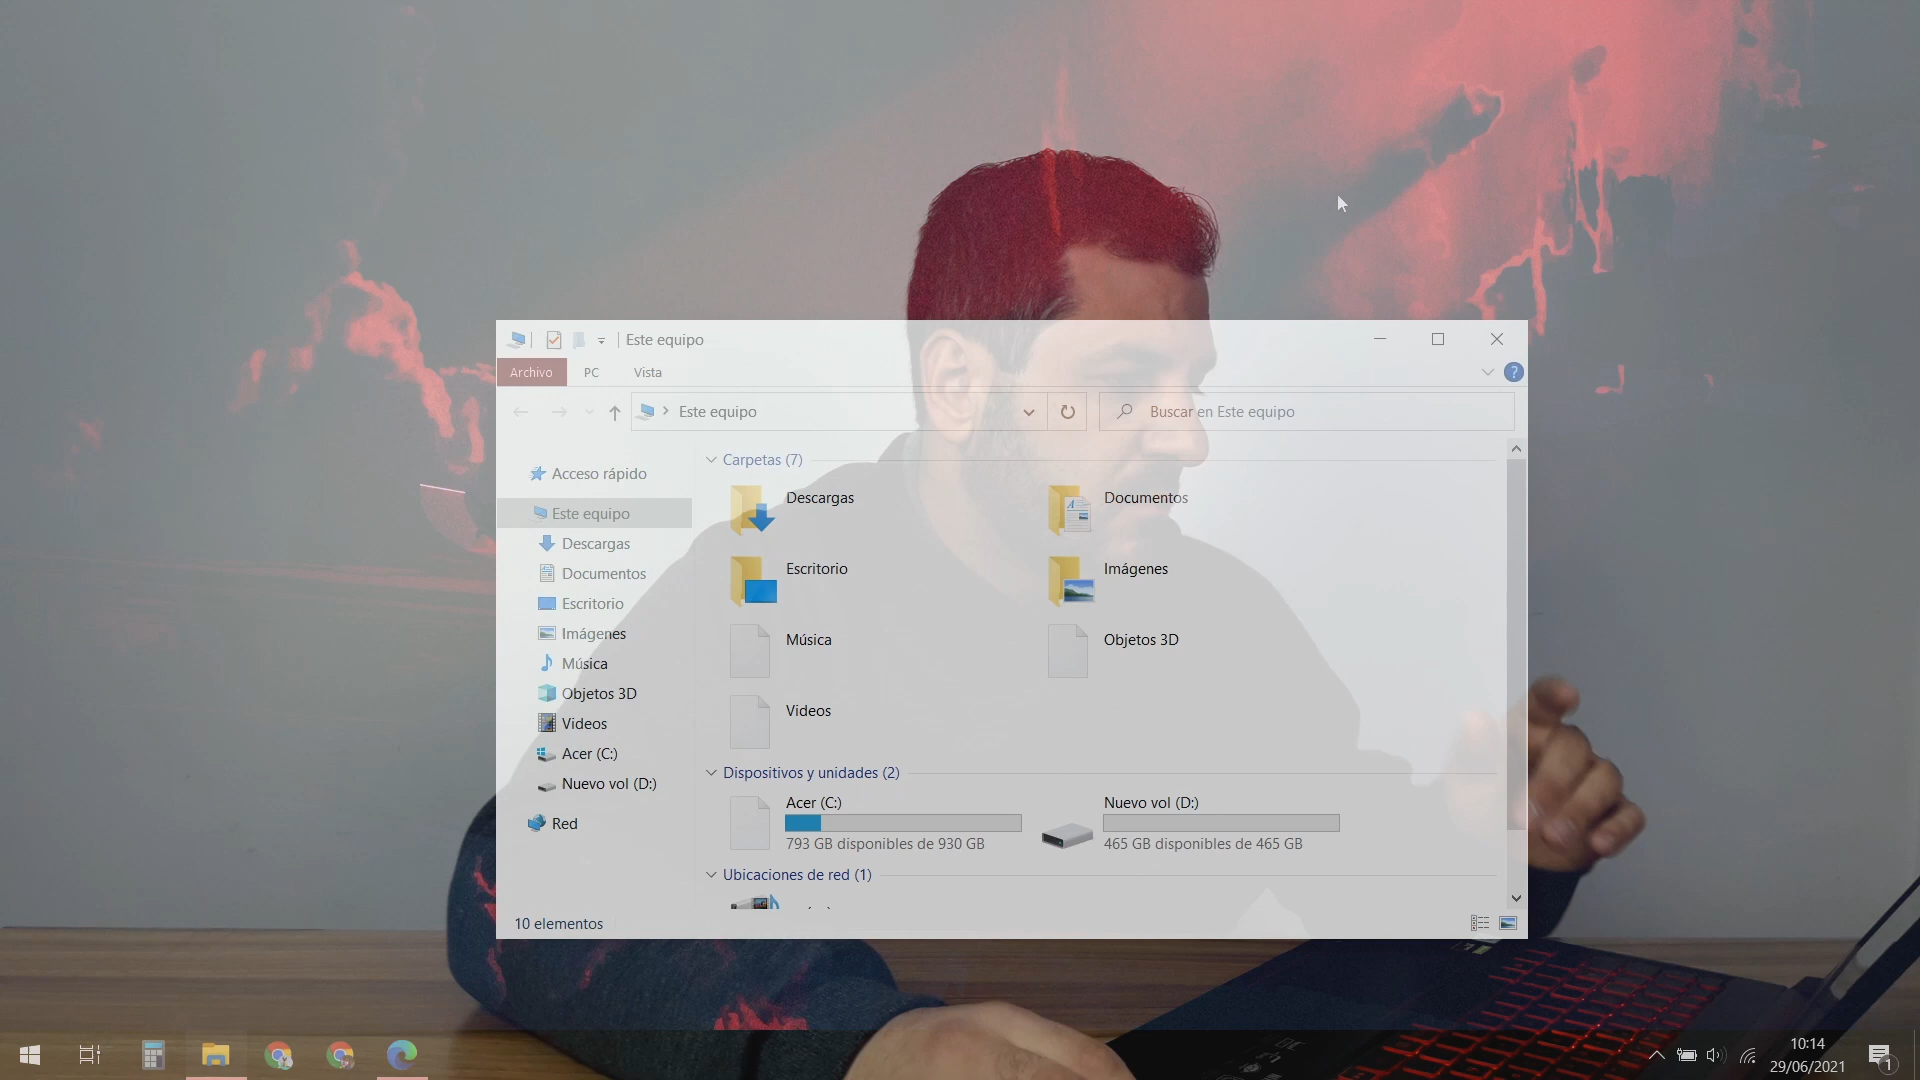 Este equipo
Archivo
PC
Vista
Este equipo
Buscar en Este equipo
Acceso rápido
Este equipo
Descargas
Documentos
Escritorio
Imágenes
Música
Objetos 3D
Videos
Acer (C:)
Nuevo vol (D:)
Red
Carpetas (7)
Descargas
Documentos
Escritorio
Imágenes
Música
Objetos 3D
Videos
Dispositivos y unidades (2)
Acer (C:)
793 GB disponibles de 930 GB
Nuevo vol (D:)
465 GB disponibles de 465 GB
Ubicaciones de red (1)
10 elementos
10:14
29/06/2021
1